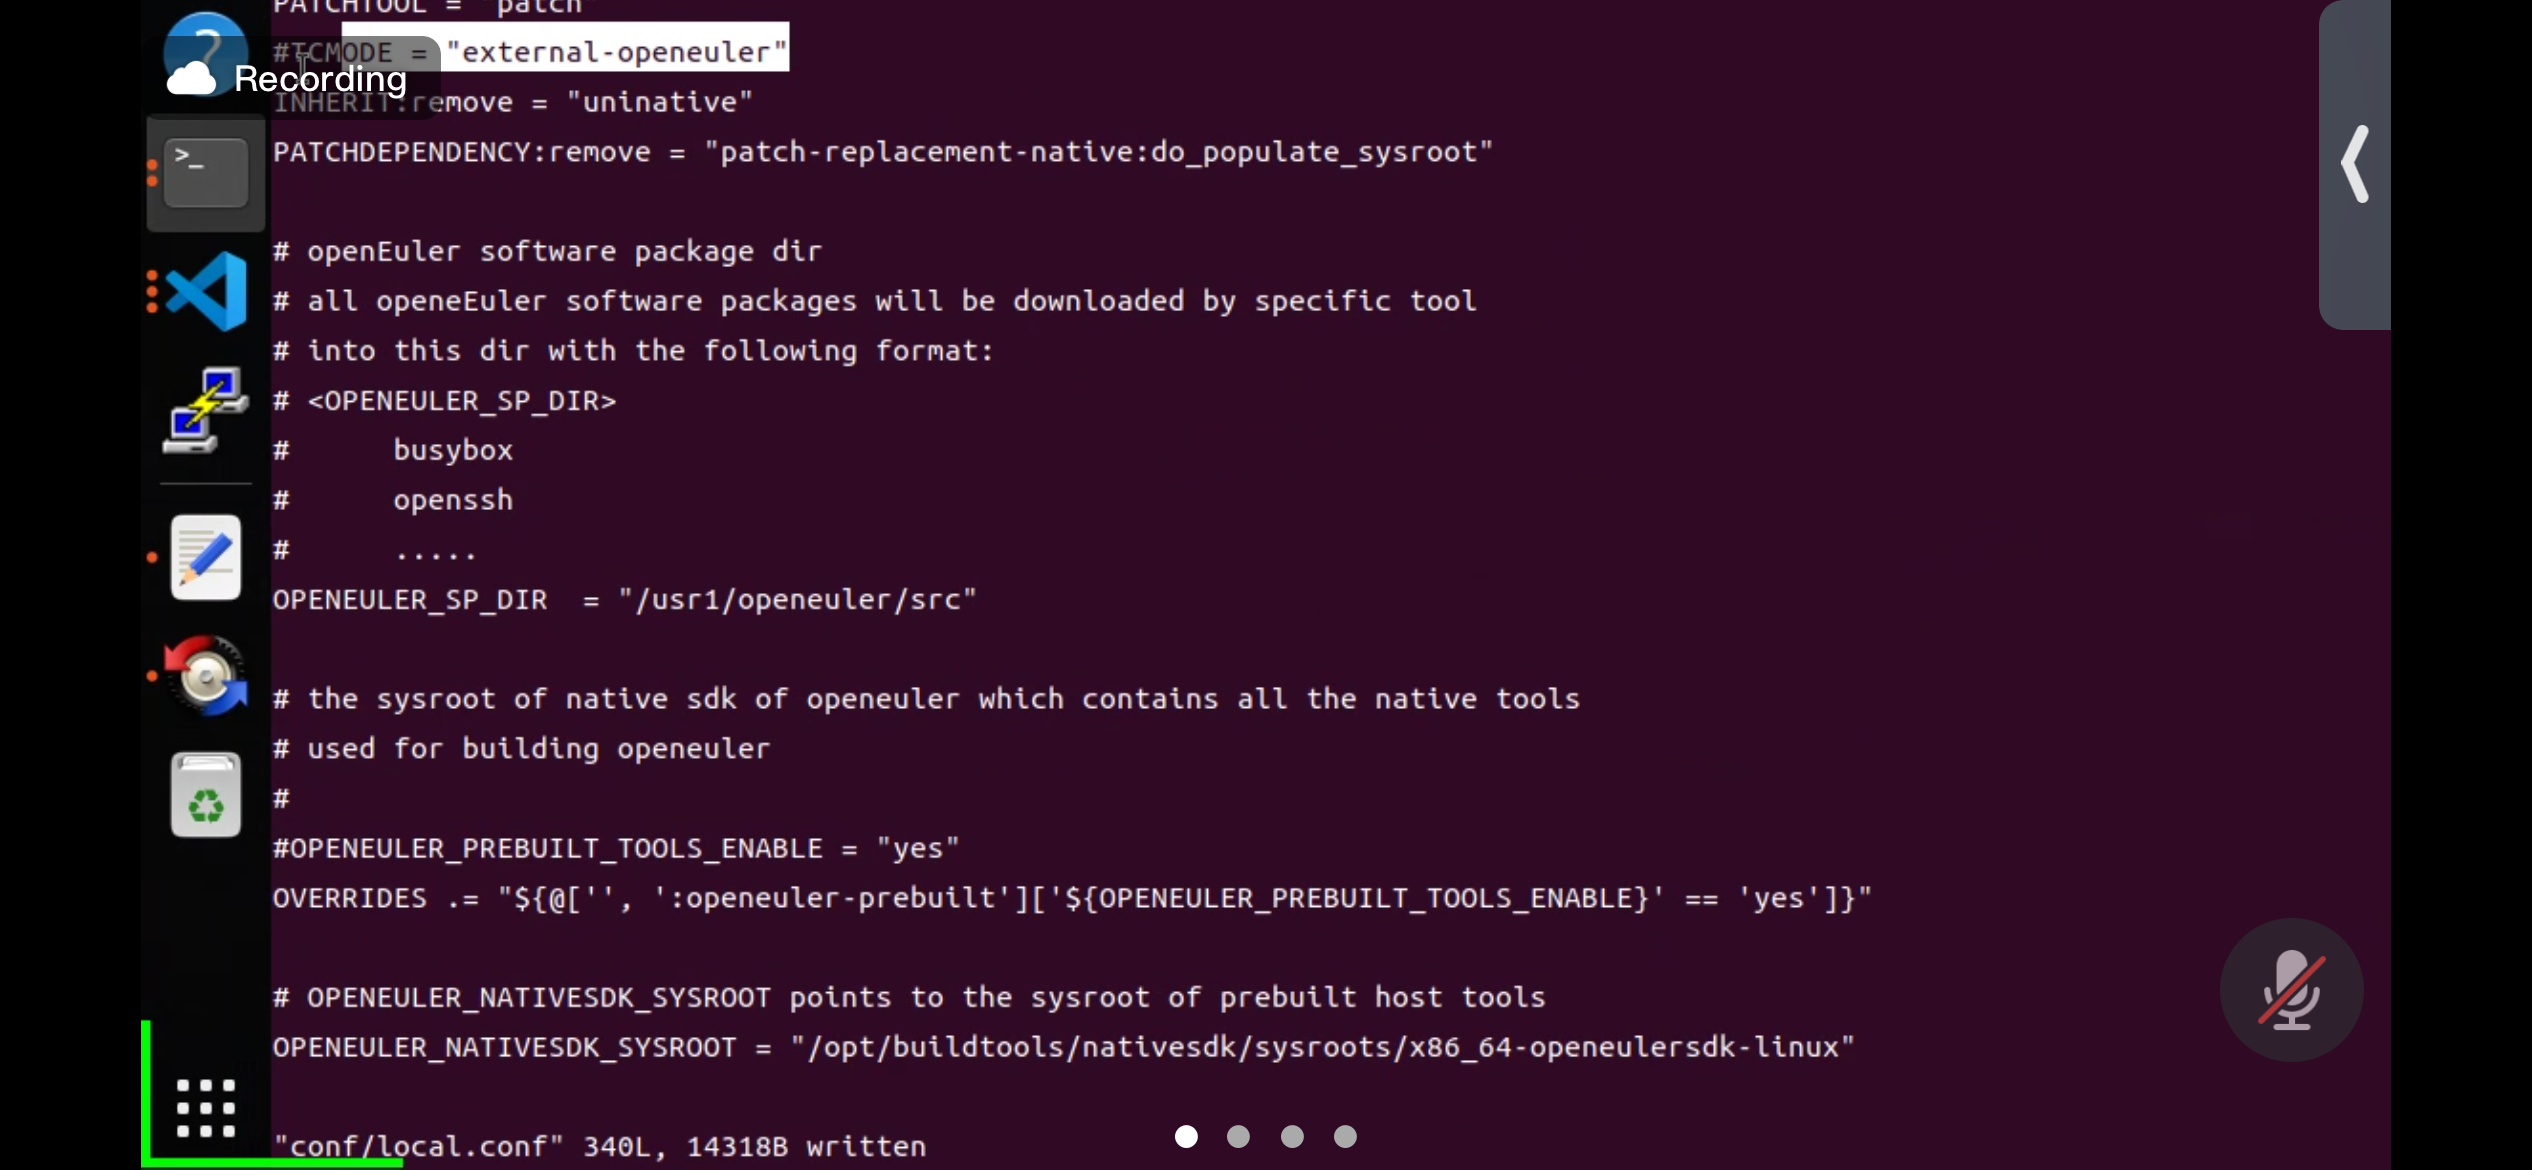 PATCHTOOL = "patch"
#TCMODE = "external-openeuler"
Recording
INHERIT:remove = "uninative"
PATCHDEPENDENCY:remove = "patch-replacement-native:do_populate_sysroot"
# openEuler software package dir
# all openeEuler software packages will be downloaded by specific tool
# into this dir with the following format:
# <OPENEULER_SP_DIR>
#      busybox
#      openssh
#      .....
OPENEULER_SP_DIR  = "/usr1/openeuler/src"
# the sysroot of native sdk of openeuler which contains all the native tools
# used for building openeuler
#
#OPENEULER_PREBUILT_TOOLS_ENABLE = "yes"
OVERRIDES .= "${@['', ':openeuler-prebuilt']['${OPENEULER_PREBUILT_TOOLS_ENABLE}' == 'yes']}"
# OPENEULER_NATIVESDK_SYSROOT points to the sysroot of prebuilt host tools
OPENEULER_NATIVESDK_SYSROOT = "/opt/buildtools/nativesdk/sysroots/x86_64-openeulersdk-linux"
"conf/local.conf" 340L, 14318B written